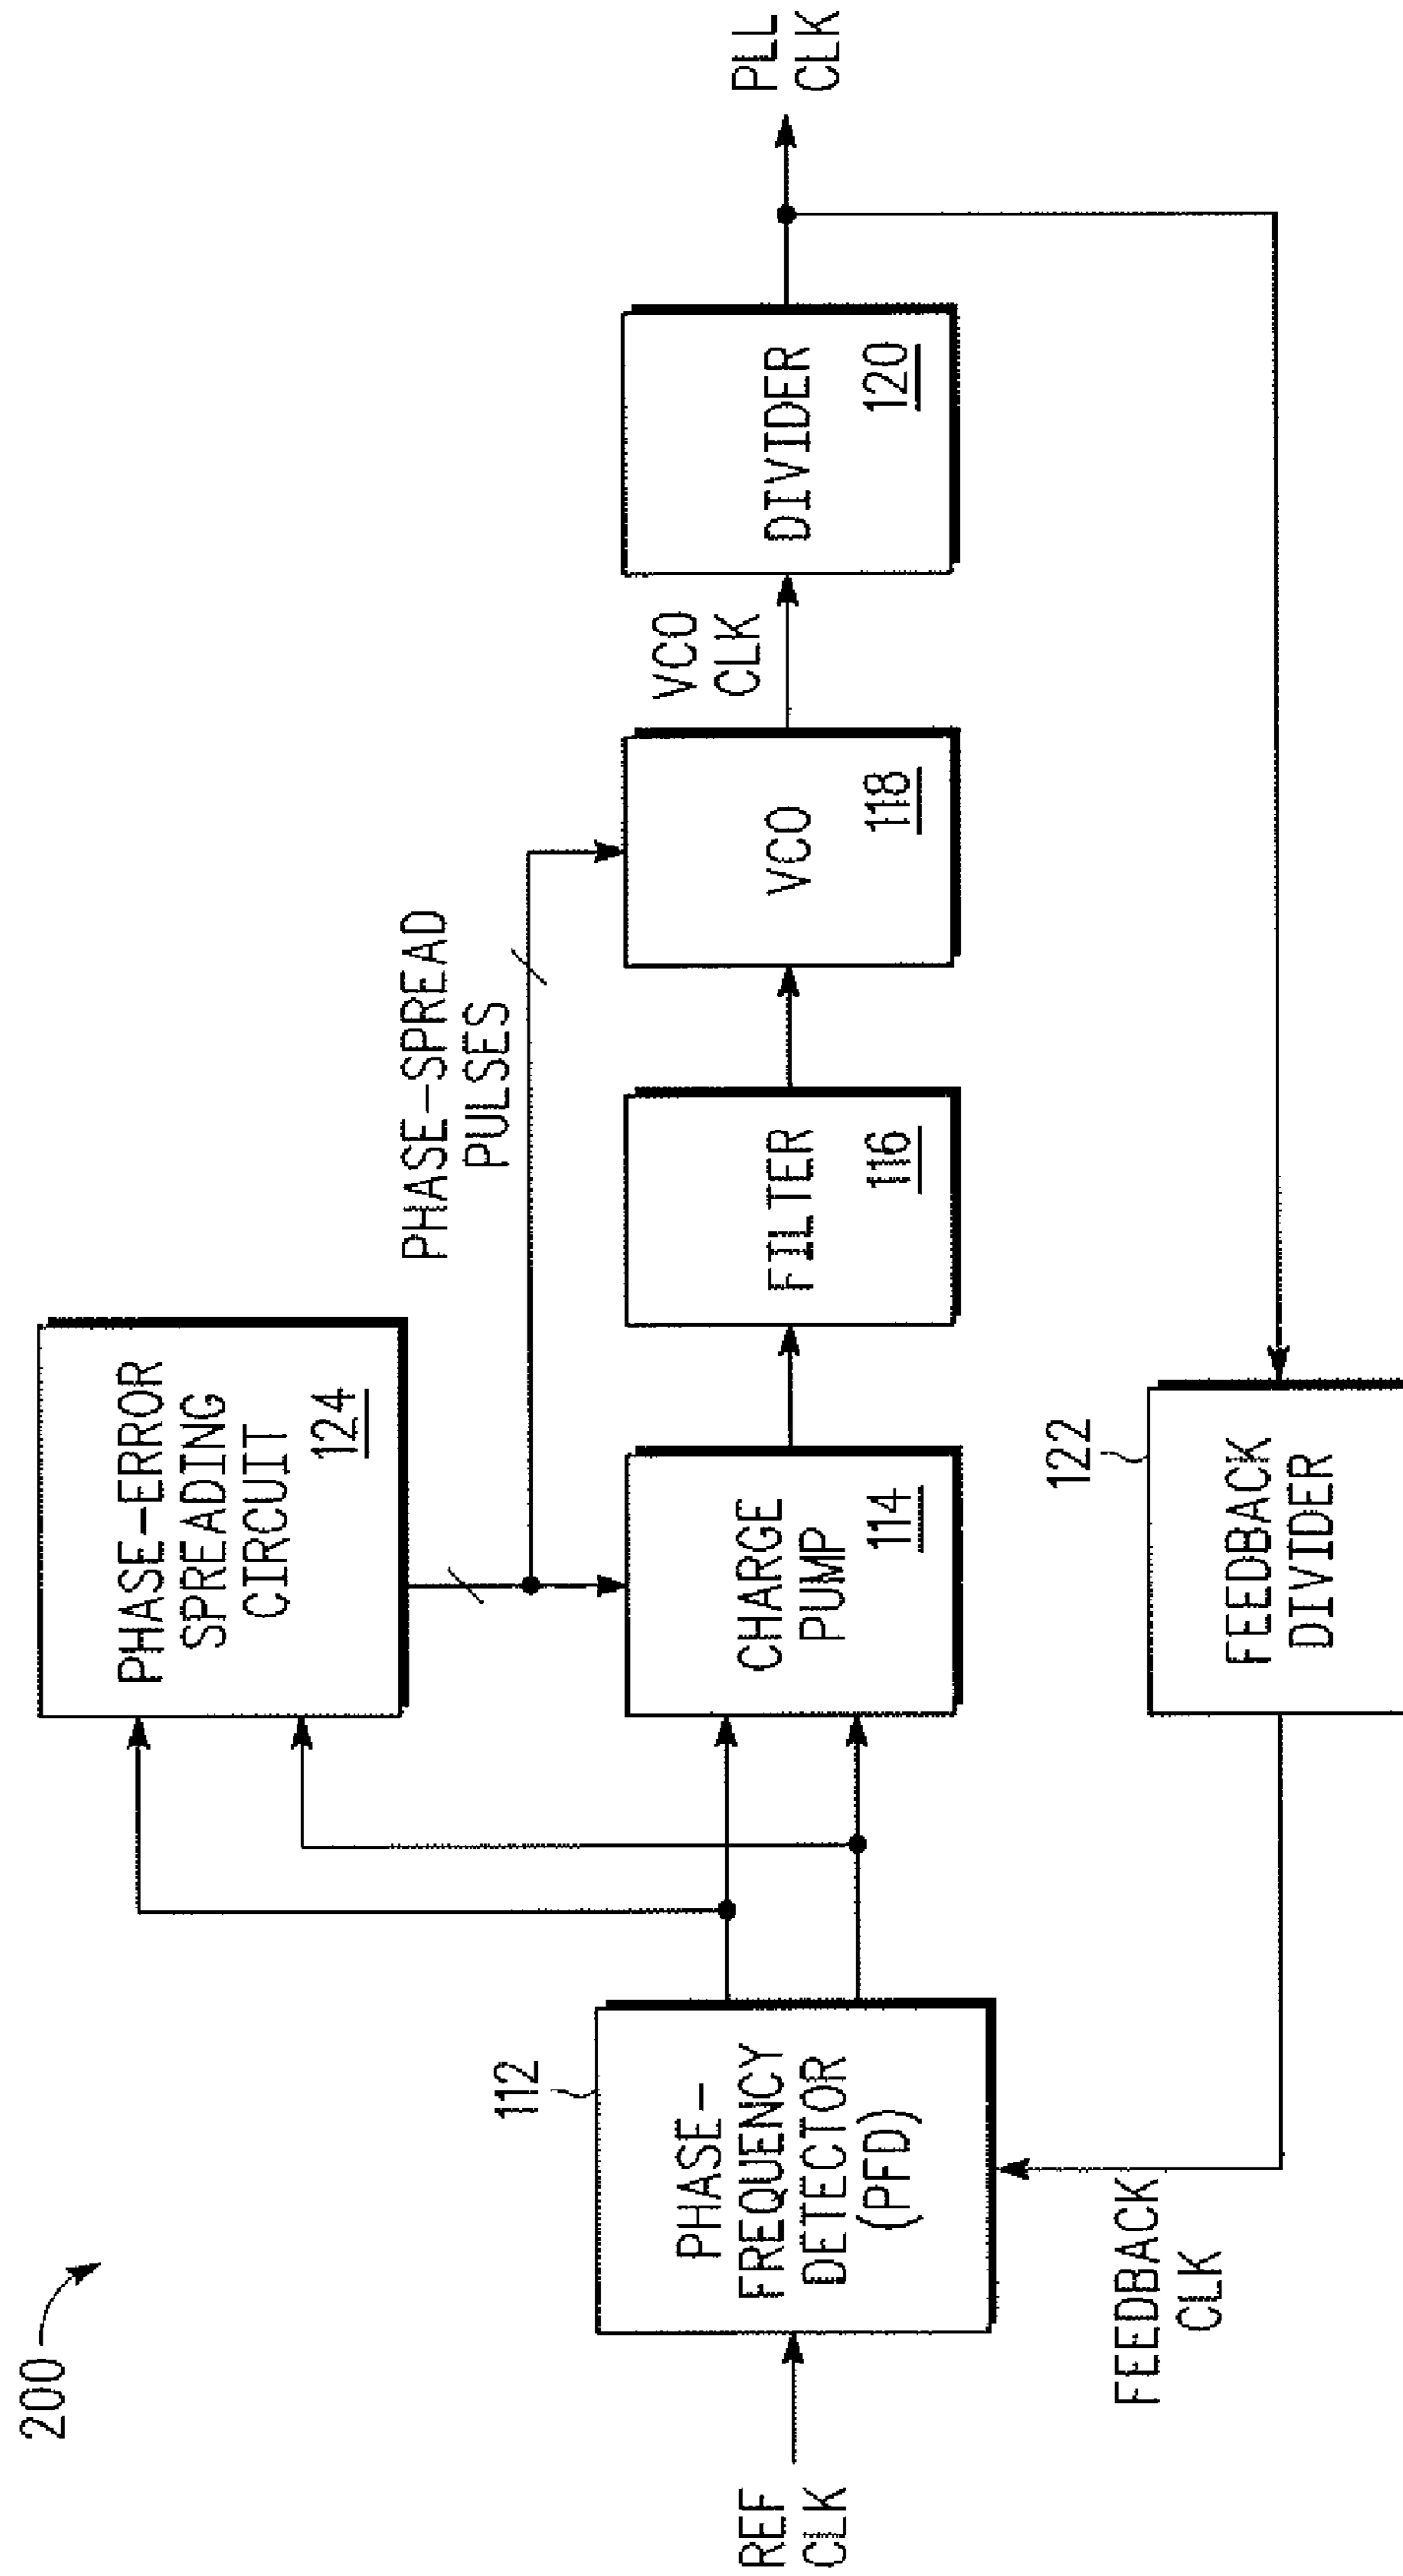 200
PHASE-ERROR
SPREADING
CIRCUIT
124
PHASE-SPREAD
PULSES
REF
CLK
112
PHASE-
FREQUENCY
DETECTOR
(PFD)
CHARGE
PUMP
114
FILTER
116
VCO
118
VCO
CLK
DIVIDER
120
PLL
CLK
FEEDBACK
CLK
122
FEEDBACK
DIVIDER